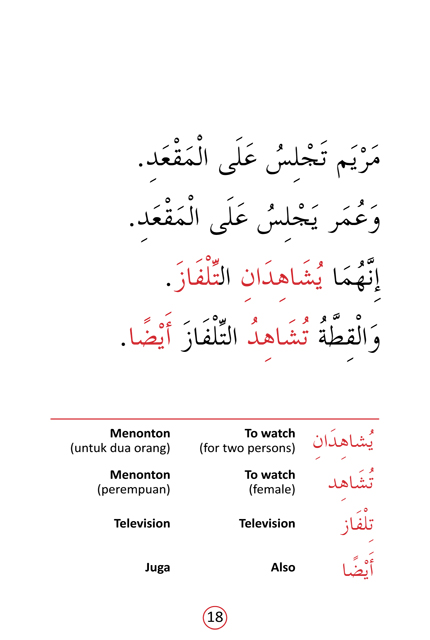 مَرْيَم تَجْلِسُ عَلَى الْمَقْعَدِ.
وَعُمَر يَجْلِسُ عَلَى الْمَقْعَدِ.
إِنَّهُمَا يُشَاهِدَانِ التِّلْفَازَ.
وَالْقِطَّةُ تُشَاهِدُ التِّلْفَازَ أَيْضًا.
يُشاهِدَانِ To watch (for two persons) Menonton (untuk dua orang)
تُشَاهِد To watch (female) Menonton (perempuan)
تِلْفَاز Television Television
أَيْضًا Also Juga
18